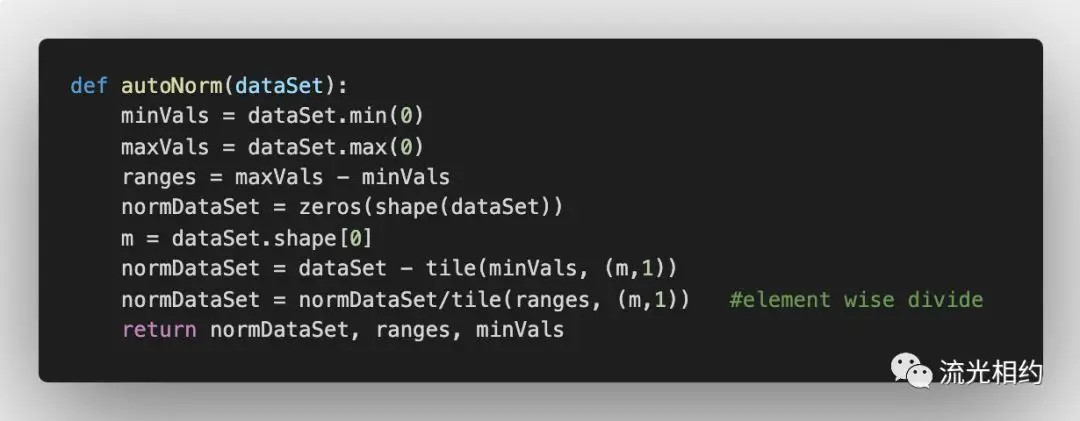 def autoNorm(dataSet):
    minVals = dataSet.min(0)
    maxVals = dataSet.max(0)
    ranges = maxVals - minVals
    normDataSet = zeros(shape(dataSet))
    m = dataSet.shape[0]
    normDataSet = dataSet - tile(minVals, (m,1))
    normDataSet = normDataSet/tile(ranges, (m,1))   #element wise divide
    return normDataSet, ranges, minVals
流光相约